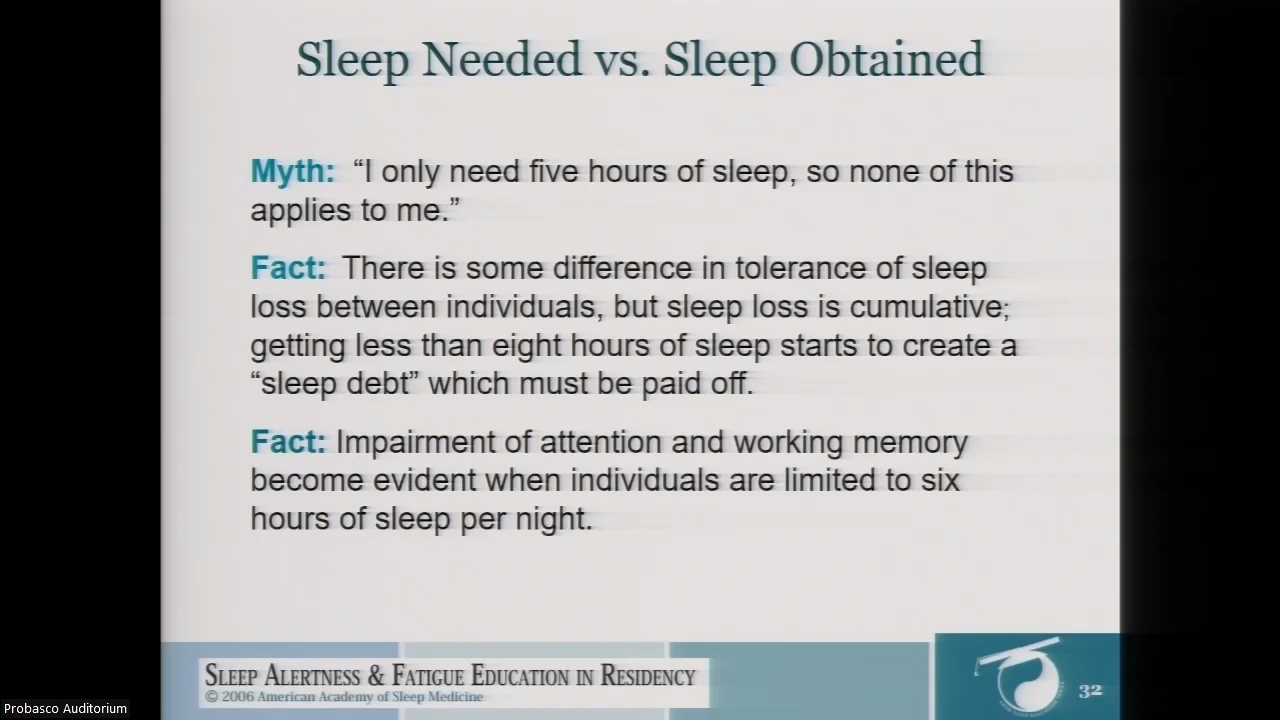 Sleep Needed vs. Sleep Obtained
Myth: “I only need five hours of sleep, so none of this
applies to me.”
Fact: There is some difference in tolerance of sleep
loss between individuals, but sleep loss is cumulative;
getting less than eight hours of sleep starts to create a
“sleep debt” which must be paid off.
Fact: Impairment of attention and working memory
become evident when individuals are limited to six
hours of sleep per night.
SLEEP ALERTNESS & FATIGUE EDUCATION IN RESIDENCY
© 2006 American Academy of Sleep Medicine
32
Probasco Auditorium